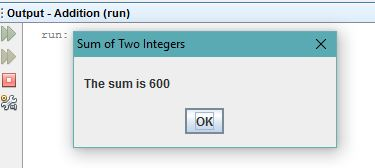 Output - Addition (run)
run:
Sum of Two Integers
The sum is 600
OK